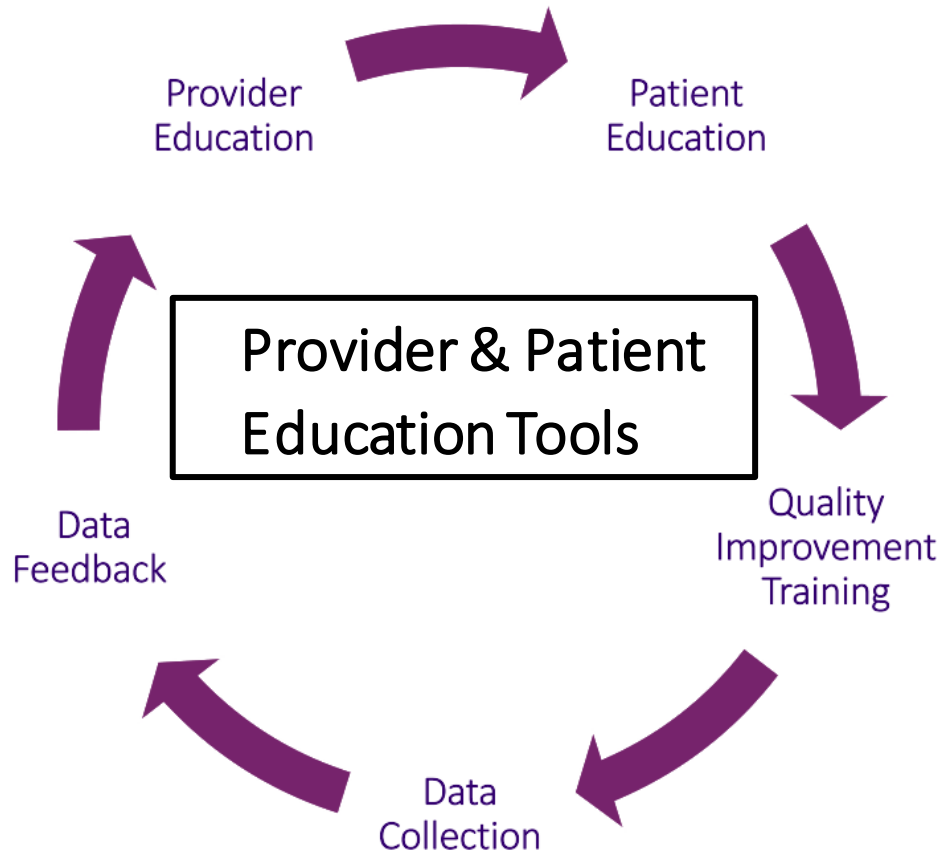 Provider
Education
Patient
Education
Provider & Patient
Education Tools
Quality
Improvement
Training
Data
Feedback
Data
Collection